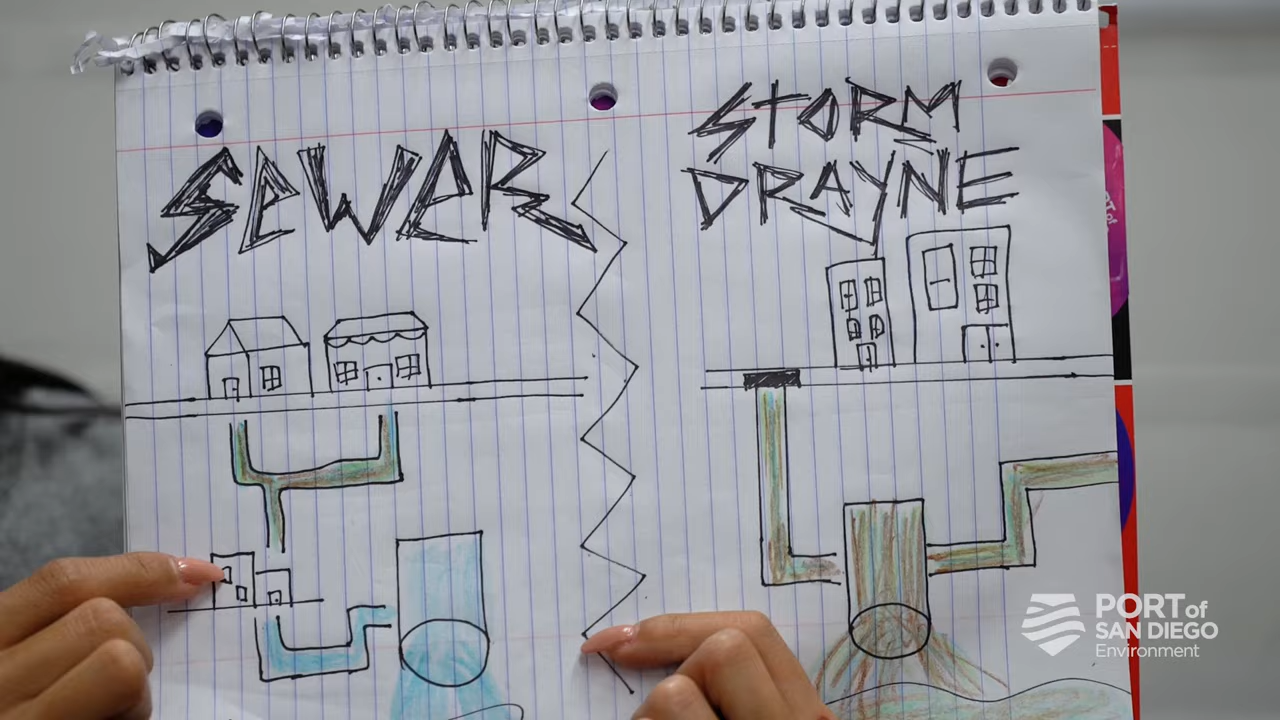 SEWER
STORM
DRAYNE
PORT of
SAN DIEGO
Environment